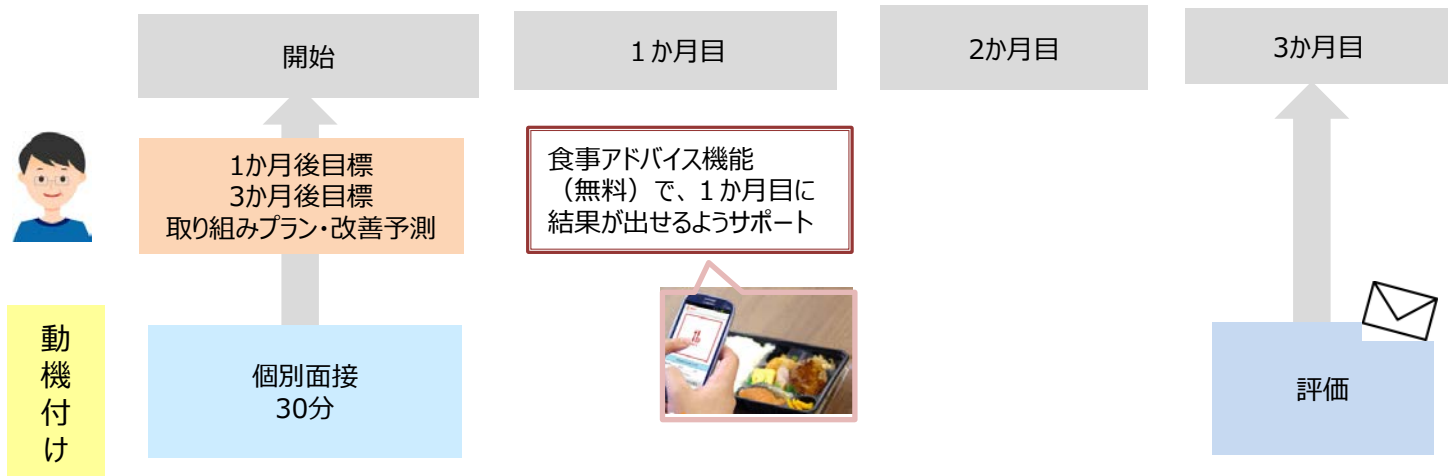 開始
１か月目
2か月目
3か月目
1か月後目標
3か月後目標
取り組みプラン・改善予測
食事アドバイス機能
（無料）で、１か月目に
結果が出せるようサポート
動
機
付
け
個別面接
30分
評価